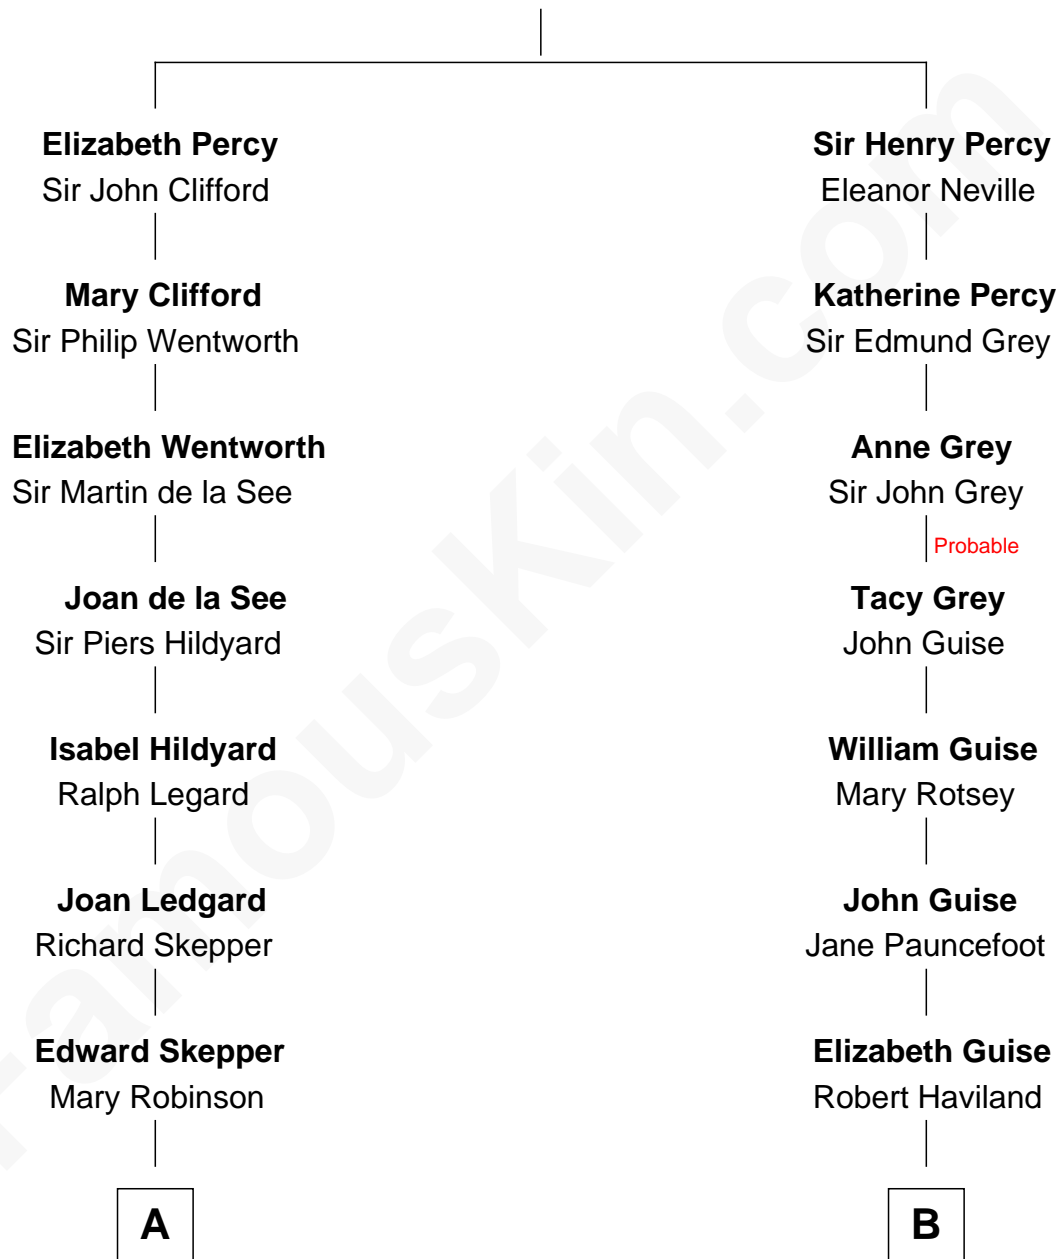 Elizabeth Percy
Sir John Clifford
Mary Clifford
Sir Philip Wentworth
Elizabeth Wentworth
Sir Martin de la See
Joan de la See
Sir Piers Hildyard
Isabel Hildyard
Ralph Legard
Joan Ledgard
Richard Skepper
Edward Skepper
Mary Robinson
A
Sir Henry Percy
Eleanor Neville
Katherine Percy
Sir Edmund Grey
Anne Grey
Sir John Grey
Probable
Tacy Grey
John Guise
William Guise
Mary Rotsey
John Guise
Jane Pauncefoot
Elizabeth Guise
Robert Haviland
B
FamousKin.com